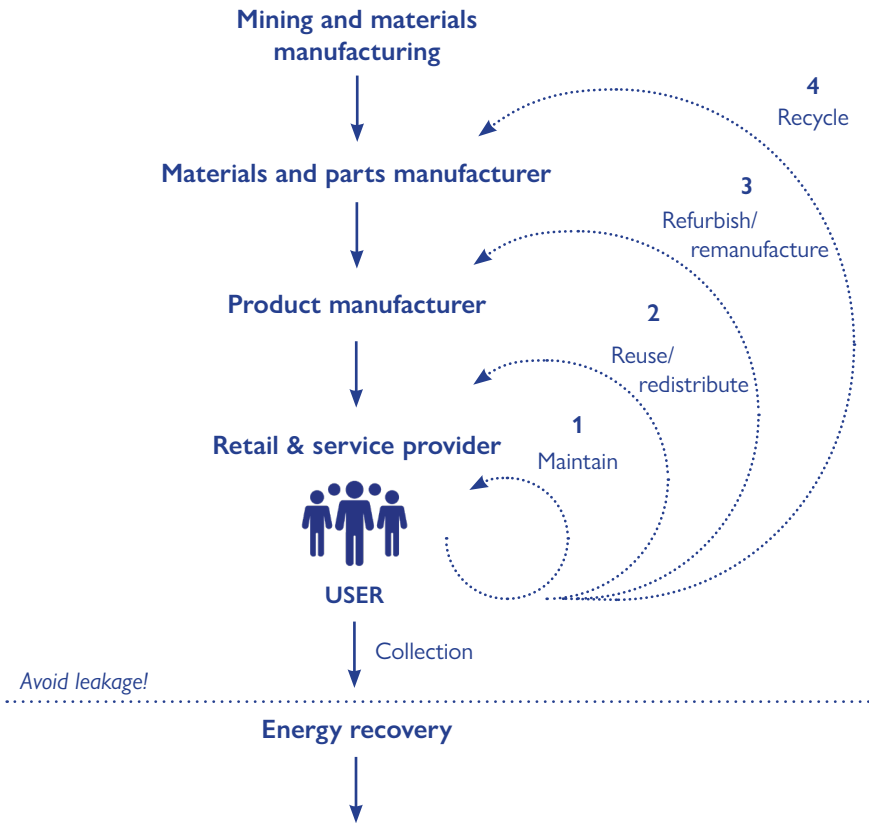 Mining and materials
manufacturing
4
Recycle
Materials and parts manufacturer
3
Refurbish/
remanufacture
Product manufacturer
2
Reuse/
redistribute
Retail & service provider
1
Maintain
USER
Collection
Avoid leakage!
Energy recovery